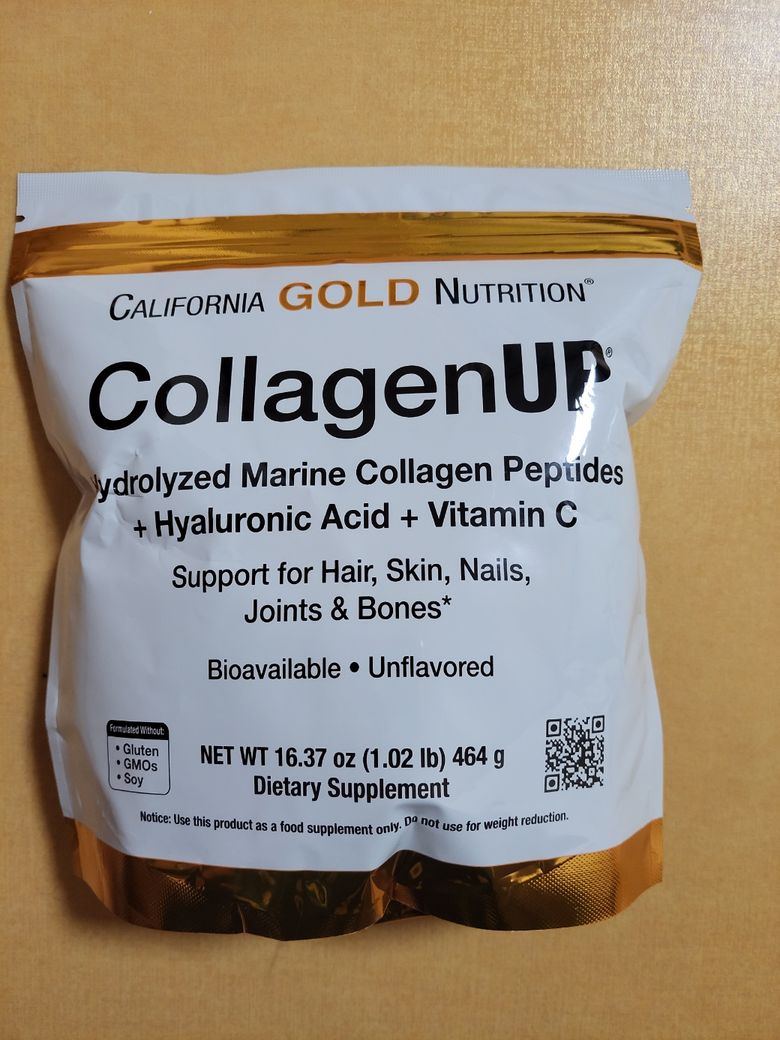 CALIFORNIA GOLD NUTRITION®
CollagenUP®
ydrolyzed Marine Collagen Peptides
+ Hyaluronic Acid + Vitamin C
Support for Hair, Skin, Nails,
Joints & Bones*
Bioavailable • Unflavored
Formulated Without:
• Gluten
• GMOs
• Soy
NET WT 16.37 oz (1.02 lb) 464 g
Dietary Supplement
Notice: Use this product as a food supplement only. Do not use for weight reduction.